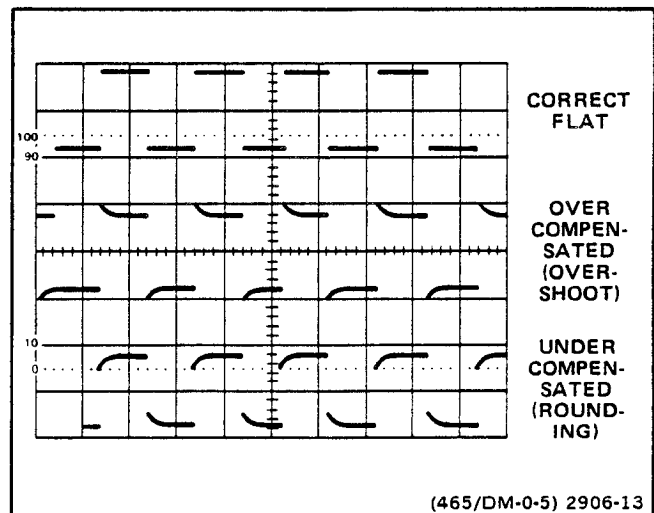 CORRECT
FLAT
100
90
OVER
COMPEN-
SATED
(OVER-
SHOOT)
10
0
UNDER
COMPEN-
SATED
(ROUND-
ING)
(465/DM-0-5) 2906-13